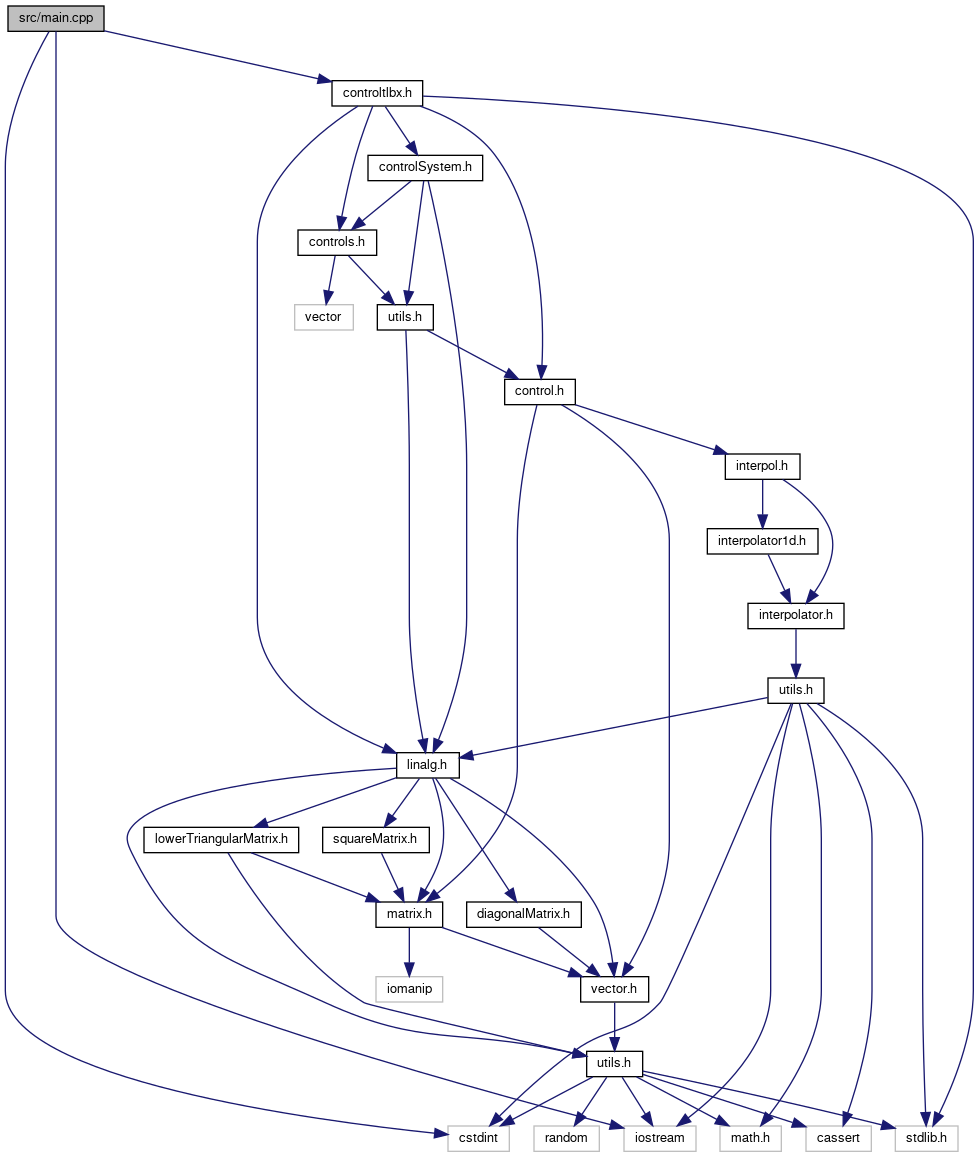 src/main.cpp
controltlbx.h
controlSystem.h
controls.h
vector
utils.h
control.h
interpol.h
interpolator1d.h
interpolator.h
utils.h
linalg.h
lowerTriangularMatrix.h
squareMatrix.h
matrix.h
diagonalMatrix.h
iomanip
vector.h
utils.h
cstdint
random
iostream
math.h
cassert
stdlib.h